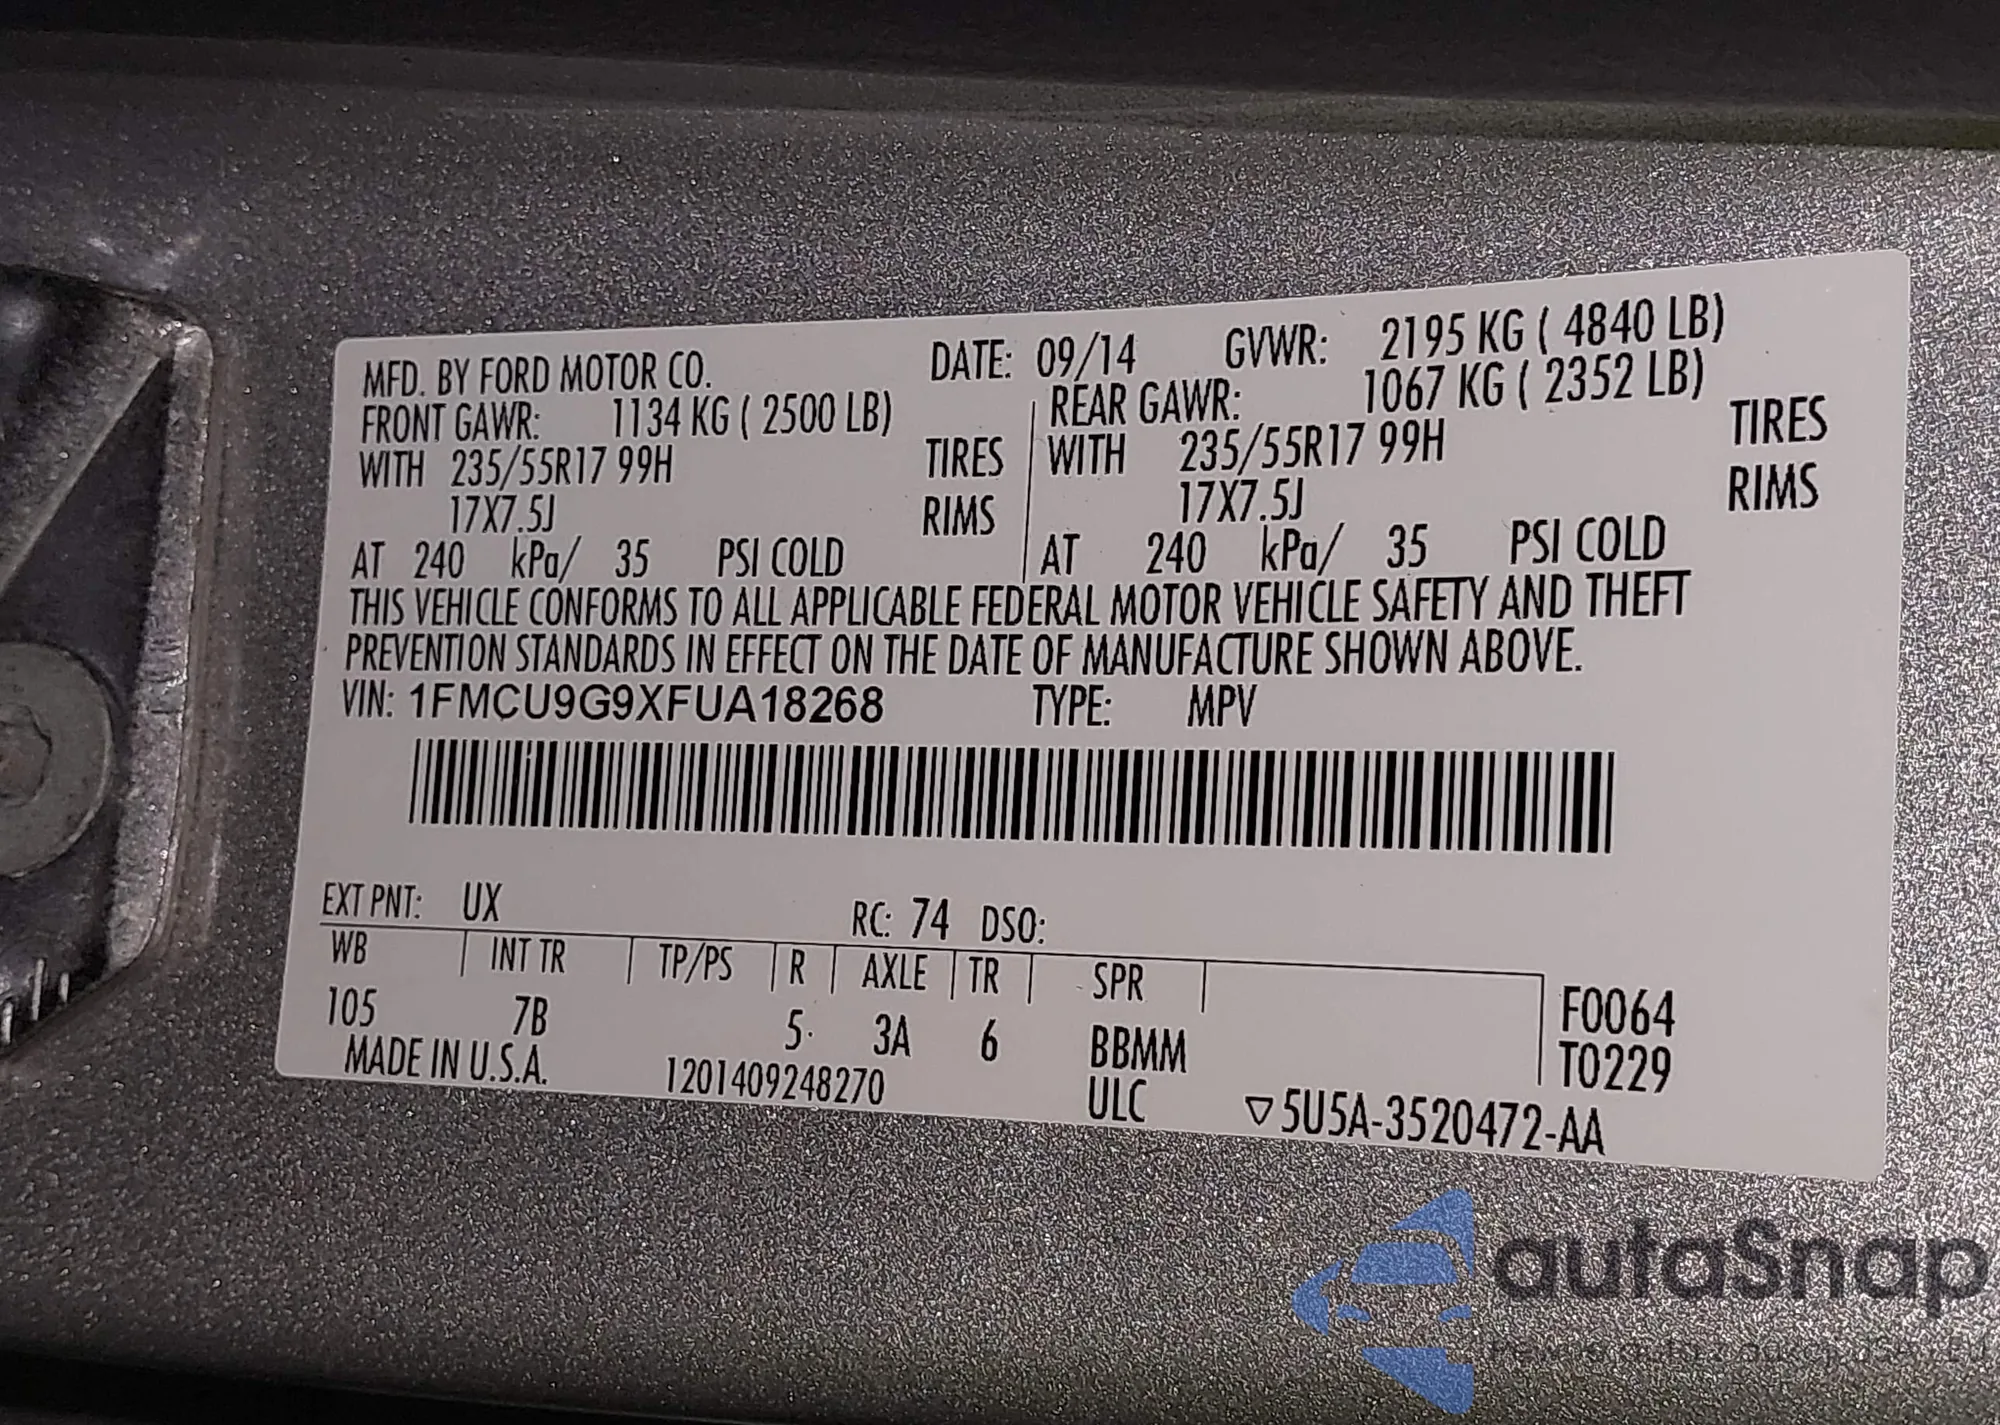 MFD. BY FORD MOTOR CO. DATE: 09/14 GVWR: 2195 KG ( 4840 LB)
FRONT GAWR: 1134 KG ( 2500 LB) REAR GAWR: 1067 KG ( 2352 LB)
WITH 235/55R17 99H TIRES WITH 235/55R17 99H TIRES
17X7.5J RIMS 17X7.5J RIMS
AT 240 kPa/ 35 PSI COLD AT 240 kPa/ 35 PSI COLD
THIS VEHICLE CONFORMS TO ALL APPLICABLE FEDERAL MOTOR VEHICLE SAFETY AND THEFT
PREVENTION STANDARDS IN EFFECT ON THE DATE OF MANUFACTURE SHOWN ABOVE.
VIN: 1FMCU9G9XFUA18268 TYPE: MPV
EXT PNT: UX RC: 74 DSO:
WB INT TR TP/PS R AXLE TR SPR
105 7B 5 3A 6 BBMM F0064
ULC T0229
MADE IN U.S.A. 1201409248270 ▽5U5A-3520472-AA
autaSnap